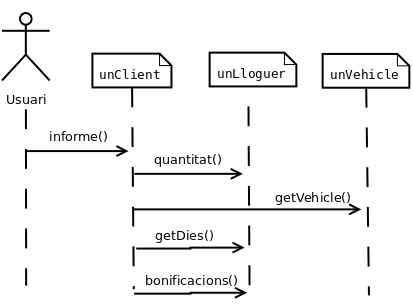 unClient
unLloguer
unVehicle
Usuari
informe()
quantitat()
getVehicle()
getDies()
bonificacions()